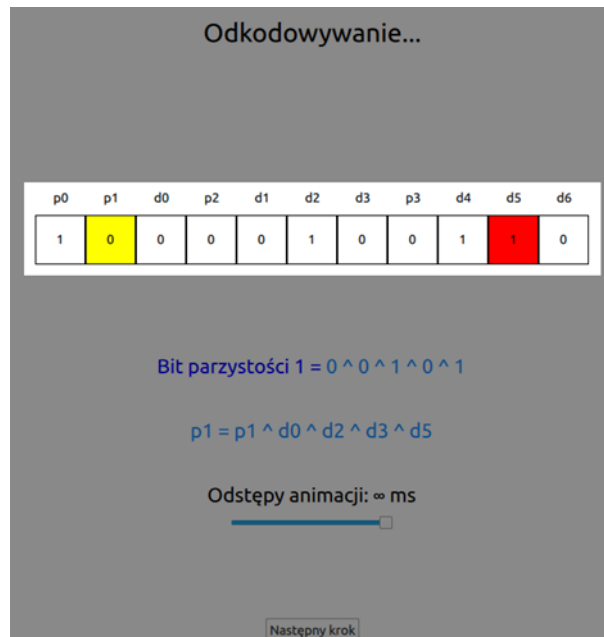 Odkodowywanie...
p0 p1 d0 p2 d1 d2 d3 p3 d4 d5 d6
1 0 0 0 0 1 0 0 1 1 0
Bit parzystości 1 = 0 ^ 0 ^ 1 ^ 0 ^ 1
p1 = p1 ^ d0 ^ d2 ^ d3 ^ d5
Odstępy animacji: ∞ ms
Następny krok